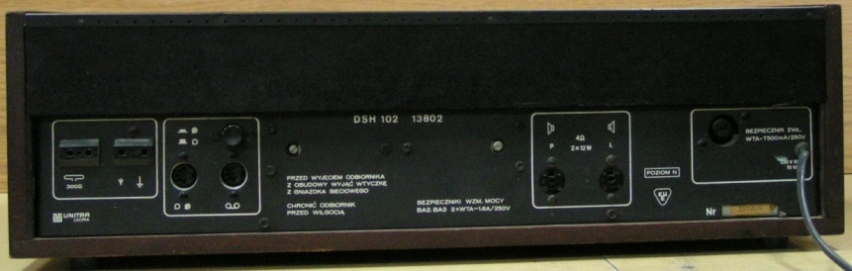 DSH 102 13802
300Ω
UNITRA
DIORA
PRZED WYJĘCIEM ODBIORNIKA
Z OBUDOWY WYJĄĆ WTYCZKĘ
Z GNIAZDKA SIECIOWEGO
CHRONIĆ ODBIORNIK
PRZED WILGOCIĄ
4Ω
P 2×12W L
BEZPIECZNIKI WZM. MOCY
BA2, BA3 2×WTA-1.6A/250V
BEZPIECZNIK ZWŁ.
WTA-T500mA/250V
POZIOM N
Nr